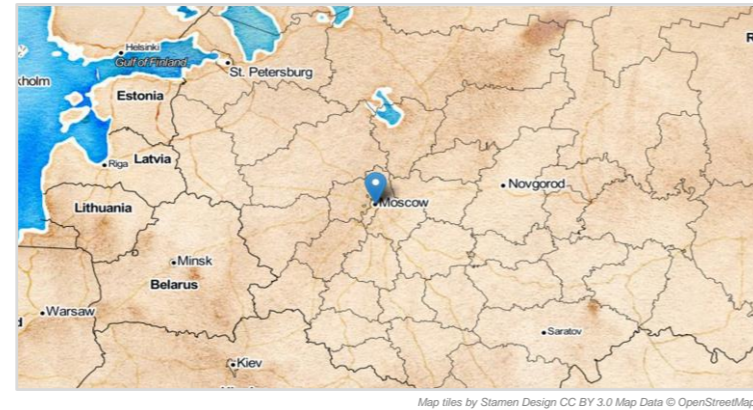 Helsinki
Gulf of Finland
St. Petersburg
kholm
Estonia
R
Riga
Latvia
Novgorod
Moscow
Lithuania
Minsk
Belarus
Warsaw
d
Saratov
Kiev
Map tiles by Stamen Design CC BY 3.0 Map Data © OpenStreetMap